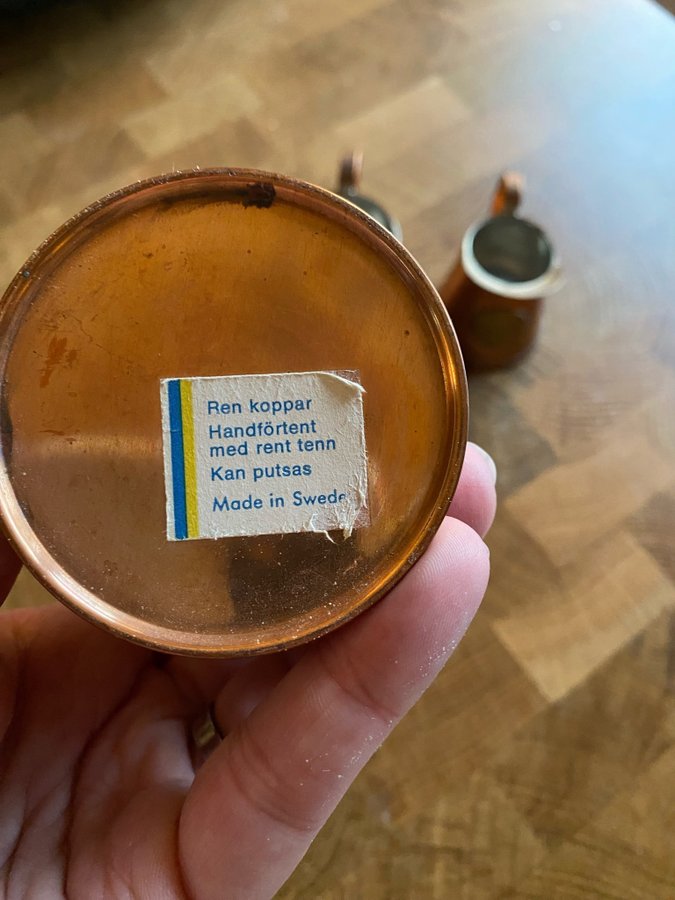 Ren koppar
Handförtent
med rent tenn
Kan putsas
Made in Swede